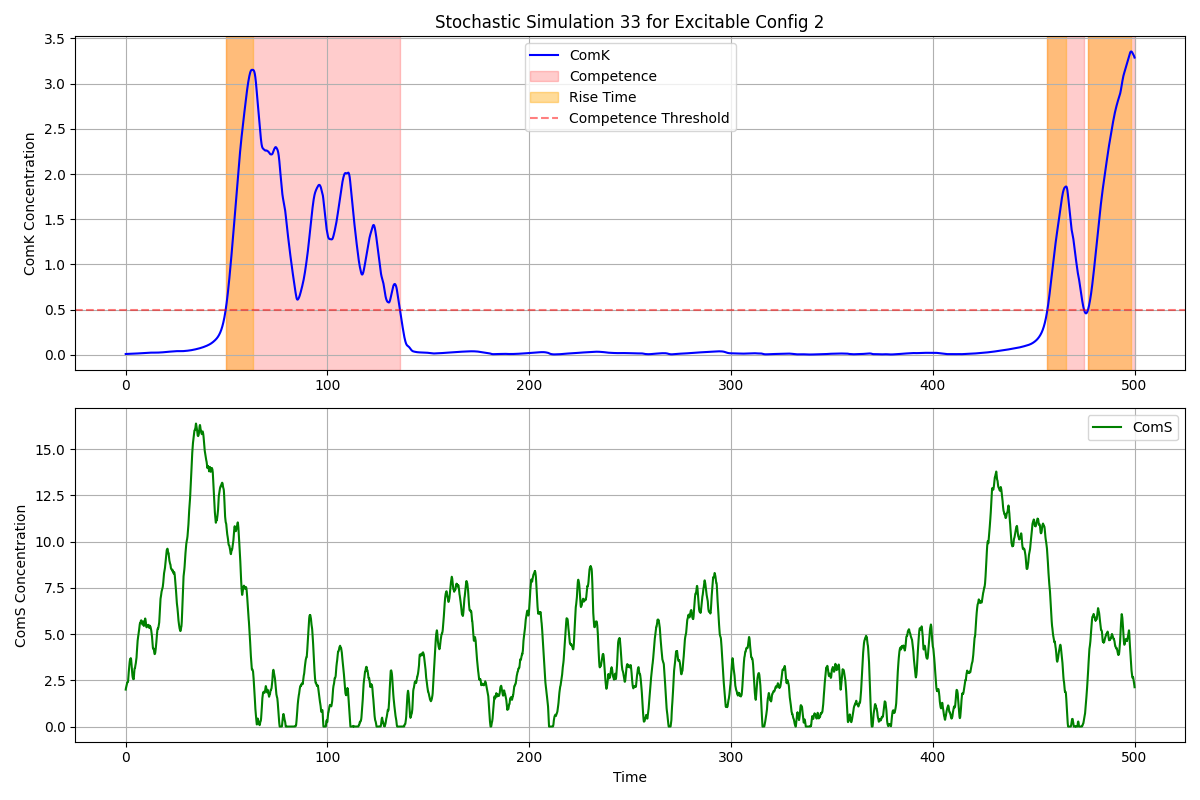 Stochastic Simulation 33 for Excitable Config 2
ComK Concentration
3.5
3.0
2.5
2.0
1.5
1.0
0.5
0.0
ComK
Competence
Rise Time
Competence Threshold
0 100 200 300 400 500
ComS Concentration
15.0
12.5
10.0
7.5
5.0
2.5
0.0
ComS
0 100 200 300 400 500
Time